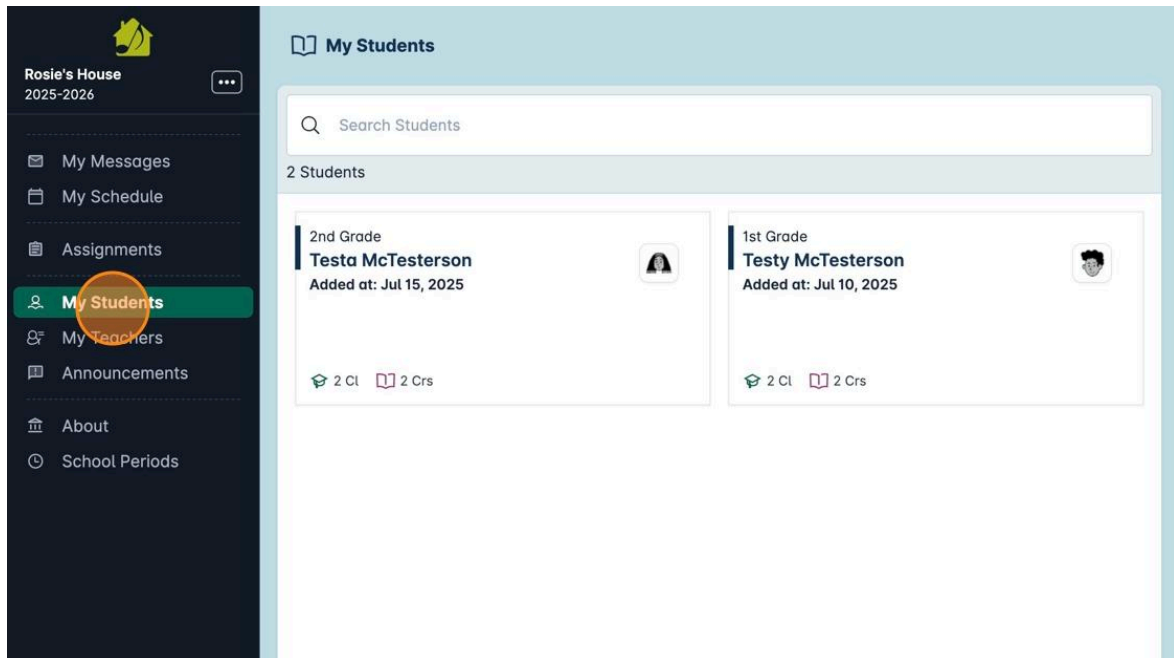 Rosie's House
2025-2026
My Messages
My Schedule
Assignments
My Students
My Teachers
Announcements
About
School Periods
My Students
Search Students
2 Students
2nd Grade
Testa McTesterson
Added at: Jul 15, 2025
2 Cl 2 Crs
1st Grade
Testy McTesterson
Added at: Jul 10, 2025
2 Cl 2 Crs